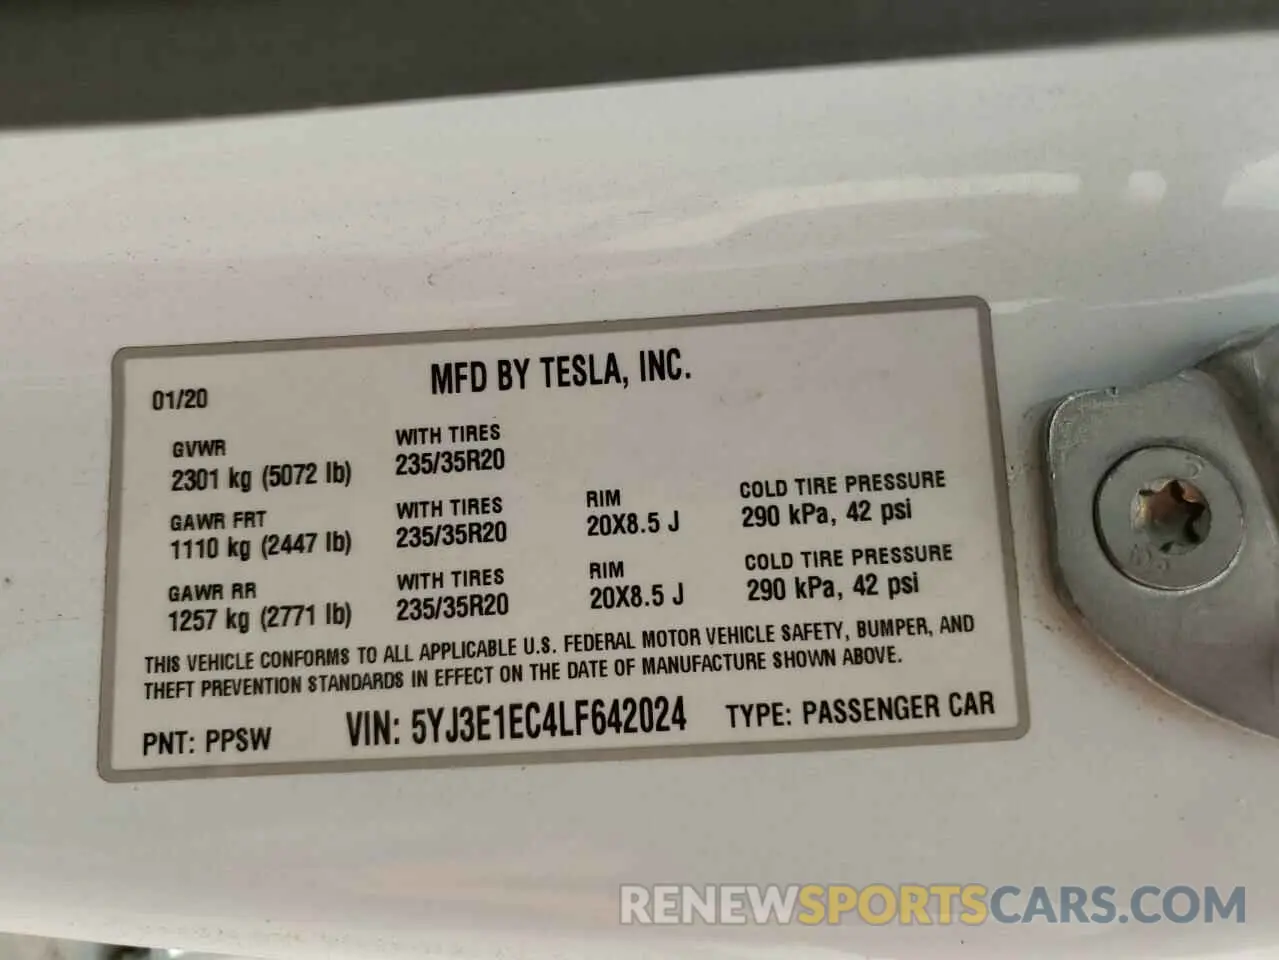 MFD BY TESLA, INC.
01/20
GVWR WITH TIRES
2301 kg (5072 lb) 235/35R20
GAWR FRT WITH TIRES RIM COLD TIRE PRESSURE
1110 kg (2447 lb) 235/35R20 20X8.5 J 290 kPa, 42 psi
GAWR RR WITH TIRES RIM COLD TIRE PRESSURE
1257 kg (2771 lb) 235/35R20 20X8.5 J 290 kPa, 42 psi
THIS VEHICLE CONFORMS TO ALL APPLICABLE U.S. FEDERAL MOTOR VEHICLE SAFETY, BUMPER, AND
THEFT PREVENTION STANDARDS IN EFFECT ON THE DATE OF MANUFACTURE SHOWN ABOVE.
PNT: PPSW VIN: 5YJ3E1EC4LF642024 TYPE: PASSENGER CAR
RENEWSPORTSCARS.COM